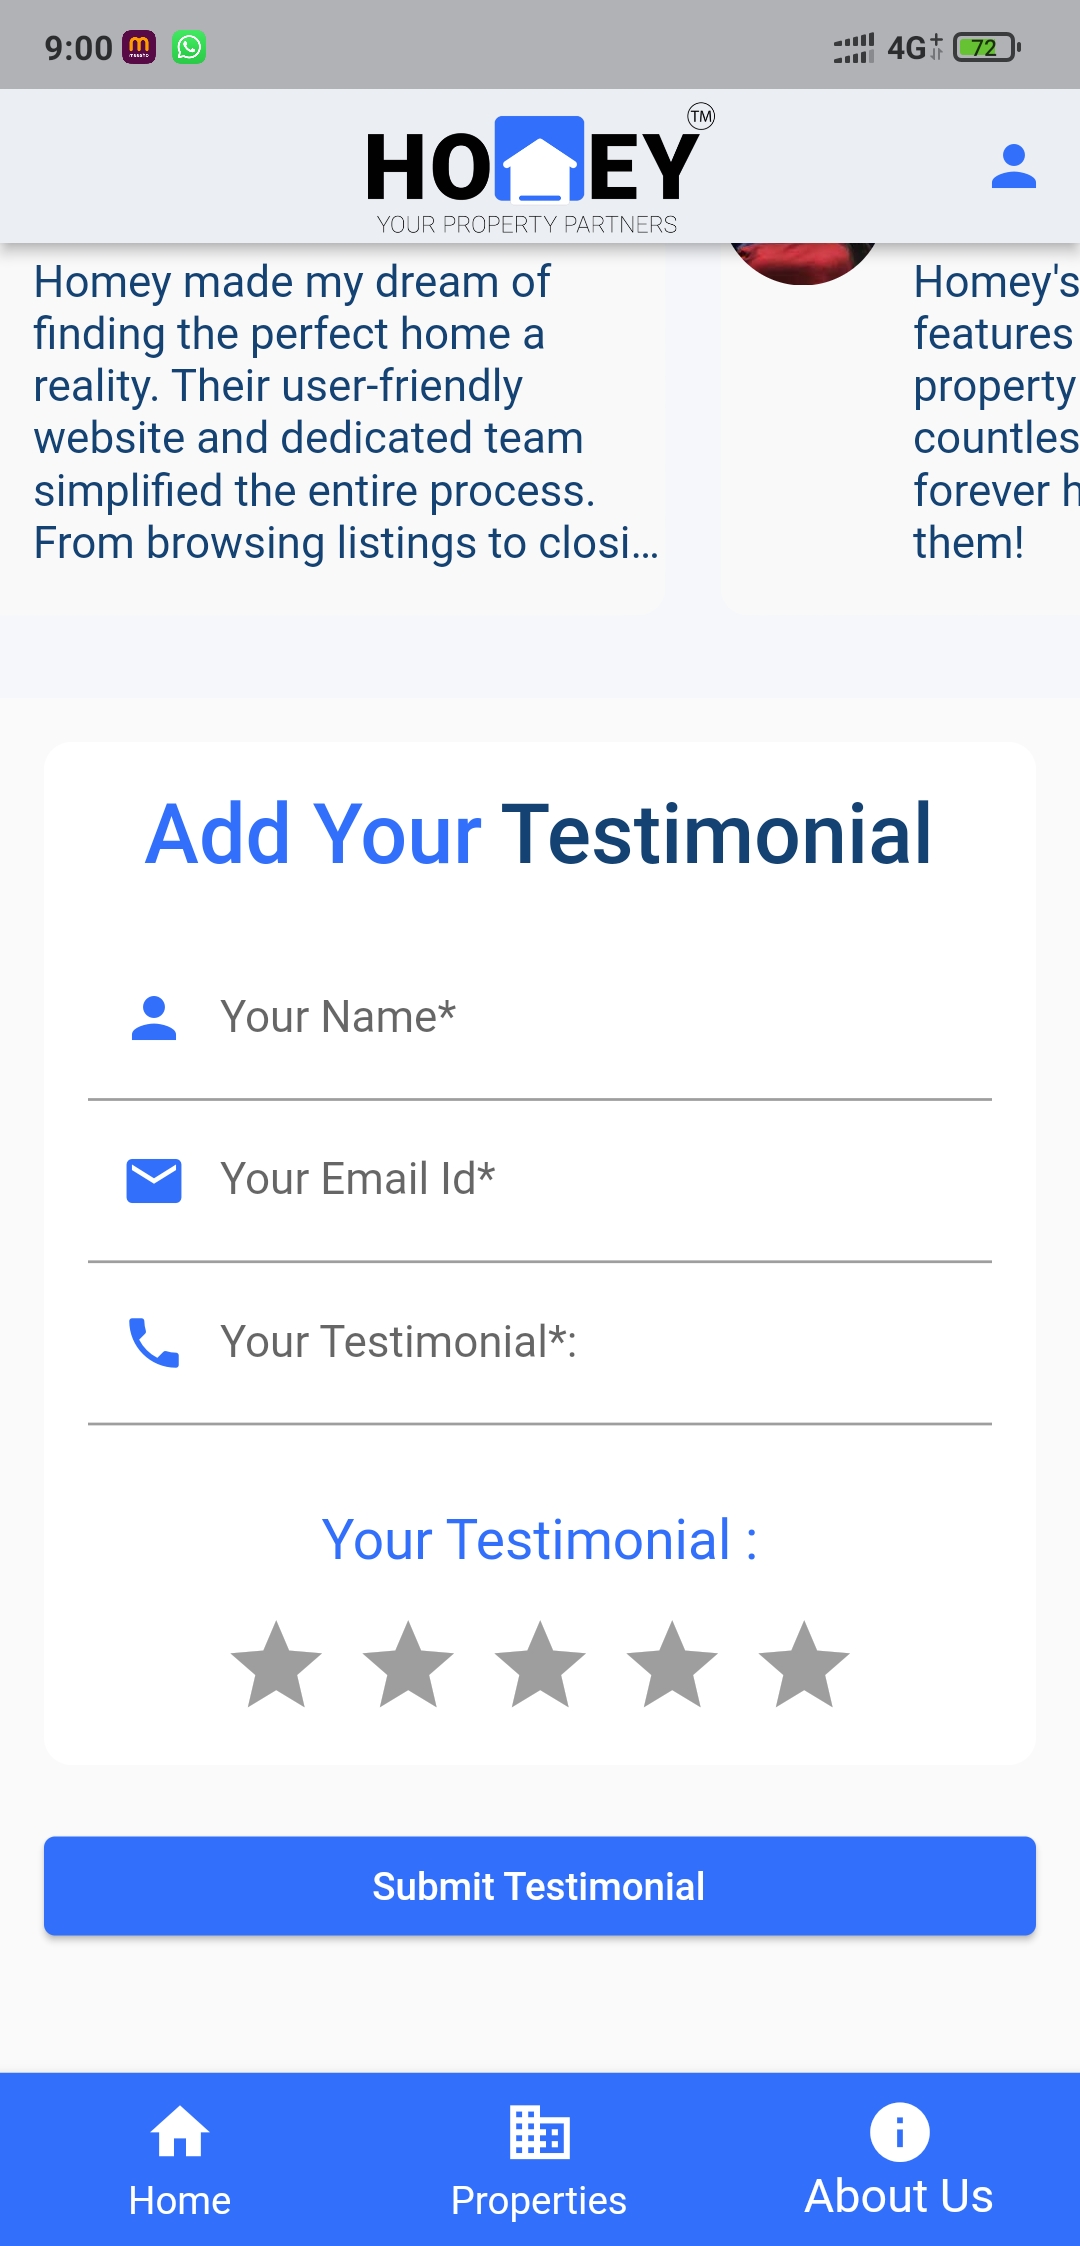 9:00
4G+
72
HOMEY
TM
YOUR PROPERTY PARTNERS
Homey made my dream of
finding the perfect home a
reality. Their user-friendly
website and dedicated team
simplified the entire process.
From browsing listings to closi...
Homey's
features
property
countles
forever h
them!
Add Your Testimonial
Your Name*
Your Email Id*
Your Testimonial*:
Your Testimonial :
Submit Testimonial
Home
Properties
About Us